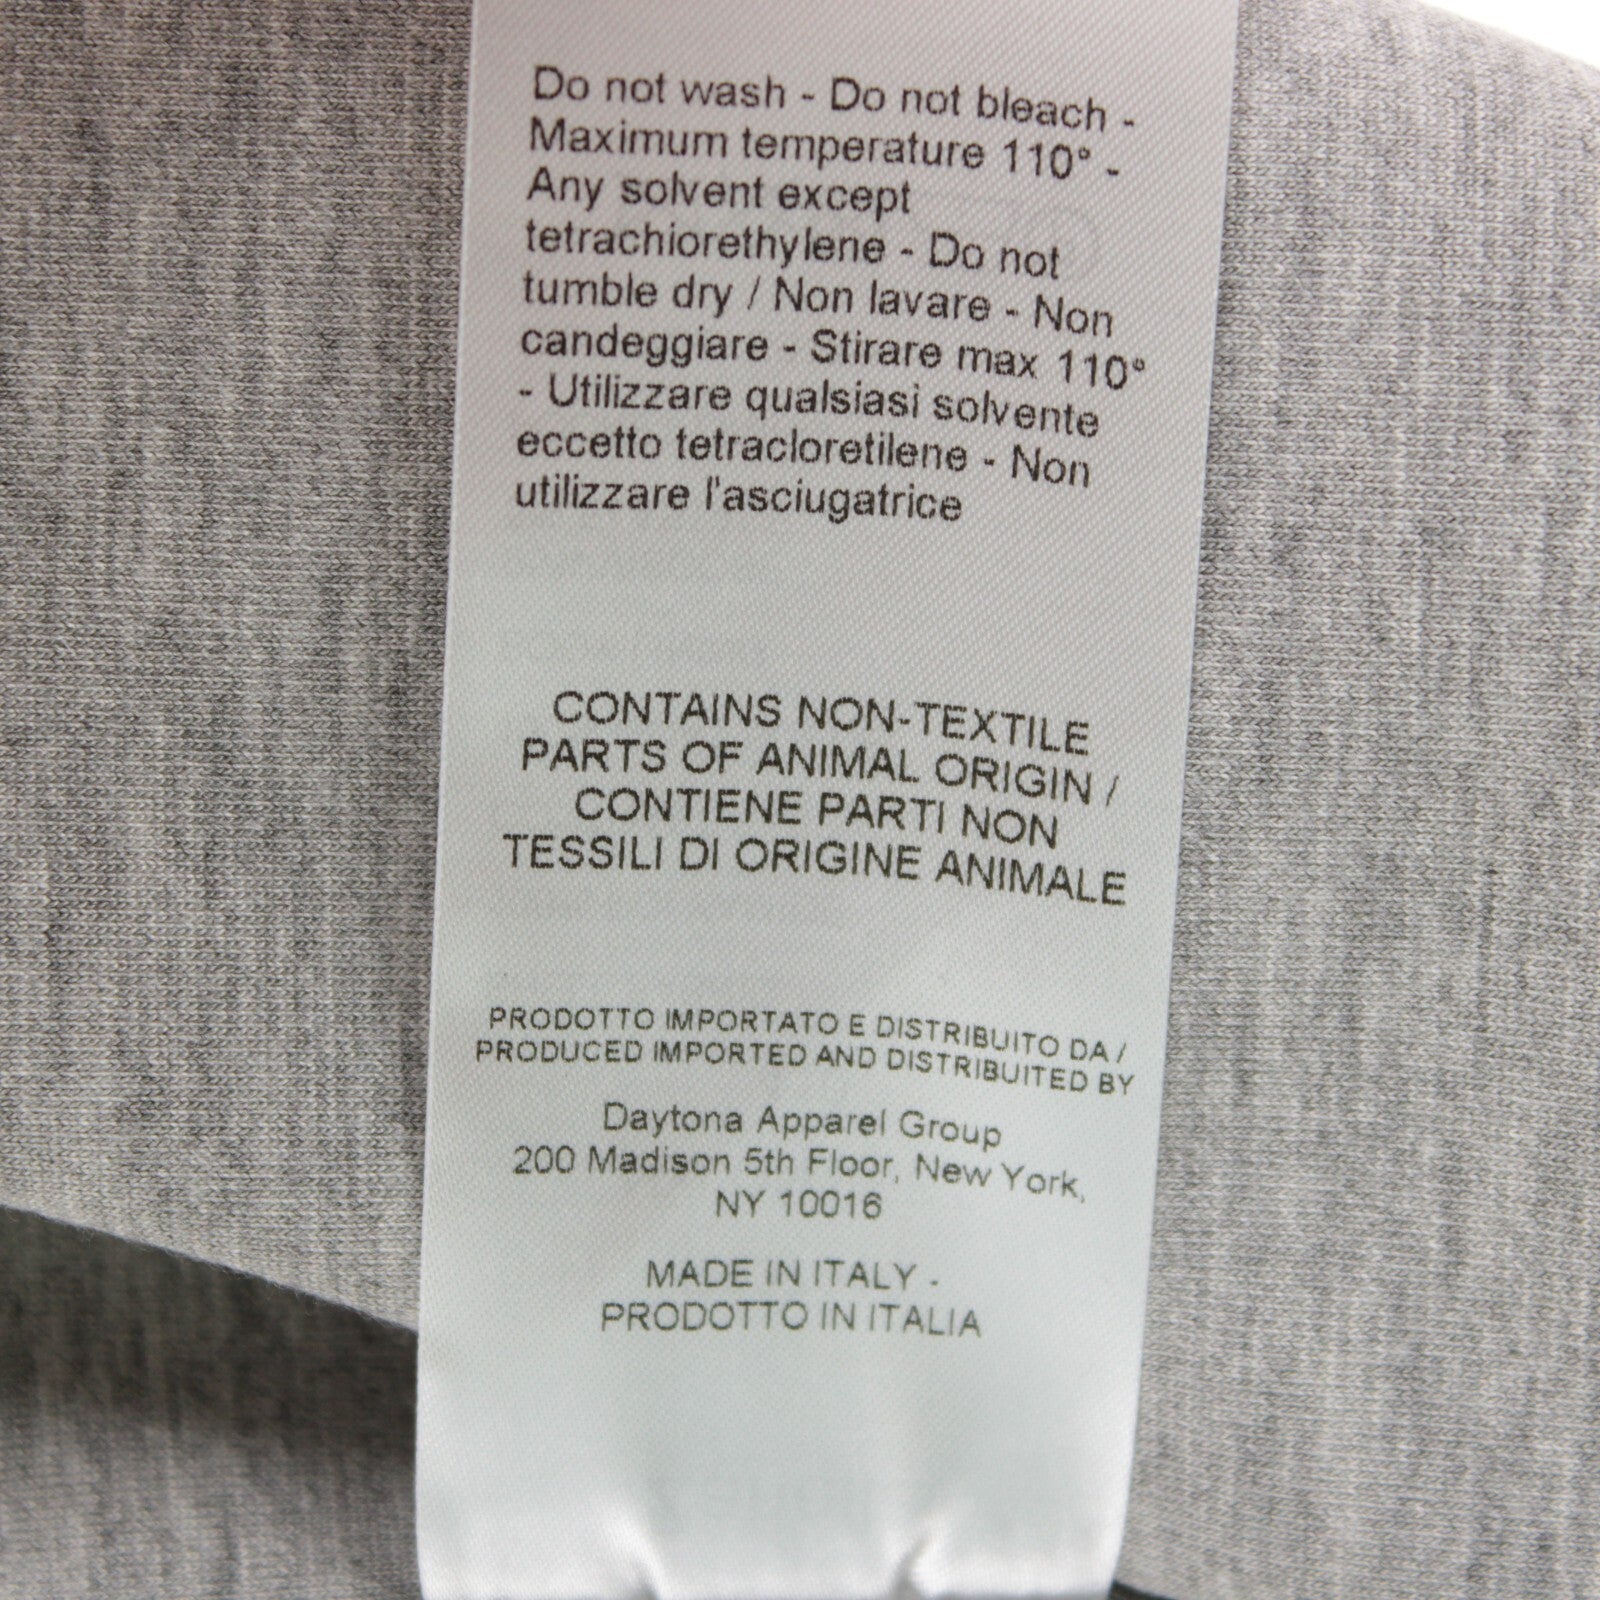 Do not wash - Do not bleach -
Maximum temperature 110° -
Any solvent except
tetrachiorethylene - Do not
tumble dry / Non lavare - Non
candeggiare - Stirare max 110°
- Utilizzare qualsiasi solvente
eccetto tetracloretilene - Non
utilizzare l'asciugatrice
CONTAINS NON-TEXTILE
PARTS OF ANIMAL ORIGIN /
CONTIENE PARTI NON
TESSILI DI ORIGINE ANIMALE
PRODOTTO IMPORTATO E DISTRIBUITO DA /
PRODUCED IMPORTED AND DISTRIBUITED BY
Daytona Apparel Group
200 Madison 5th Floor, New York,
NY 10016
MADE IN ITALY -
PRODOTTO IN ITALIA